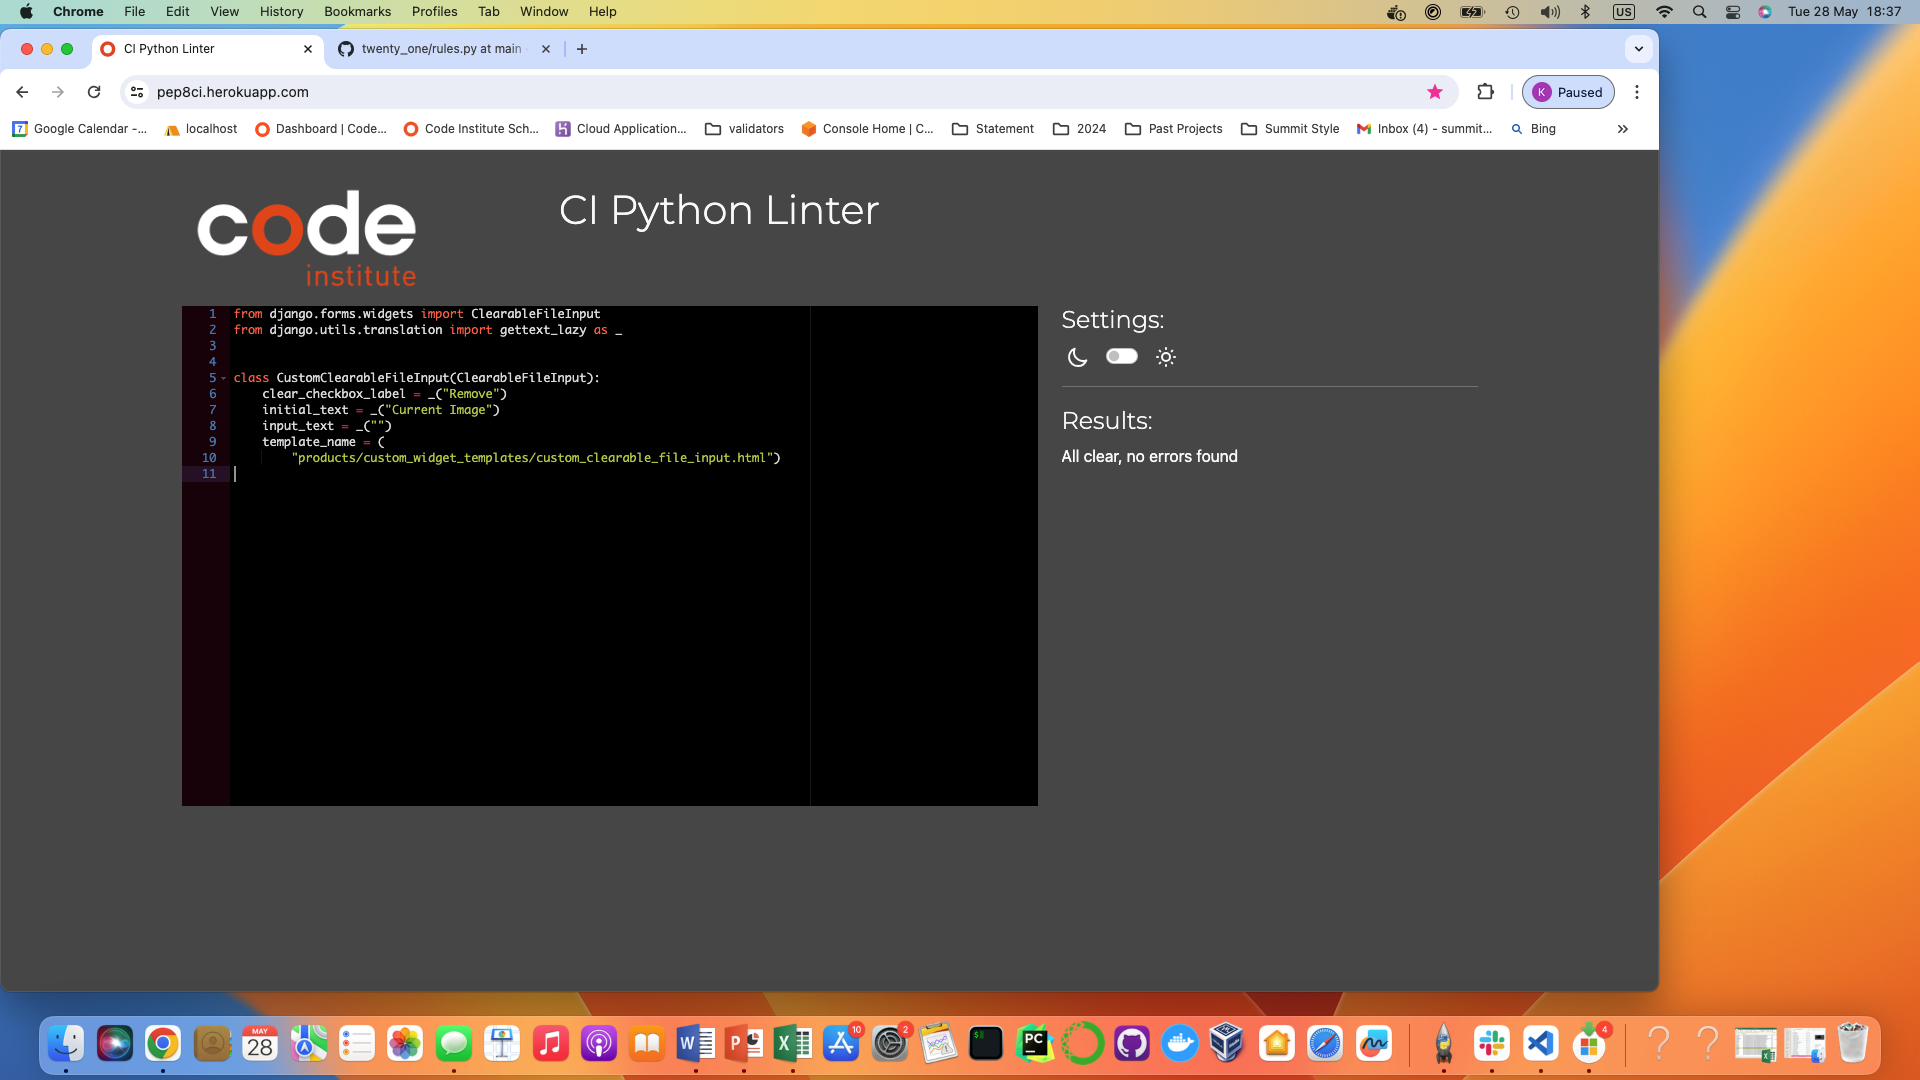 Chrome File Edit View History Bookmarks Profiles Tab Window Help US Tue 28 May 18:37
CI Python Linter twenty_one/rules.py at main
pep8ci.herokuapp.com K Paused
7 Google Calendar -... localhost Dashboard | Code... Code Institute Sch... Cloud Application... validators Console Home | C... Statement 2024 Past Projects Summit Style Inbox (4) - summit... Bing
code
institute
CI Python Linter
1 from django.forms.widgets import ClearableFileInput
2 from django.utils.translation import gettext_lazy as _
3
4
5 class CustomClearableFileInput(ClearableFileInput):
6 clear_checkbox_label = _("Remove")
7 initial_text = _("Current Image")
8 input_text = _("")
9 template_name = (
10 "products/custom_widget_templates/custom_clearable_file_input.html")
11
Settings:
Results:
All clear, no errors found
MAY
28
W
P
X
10
2
$
PC
4